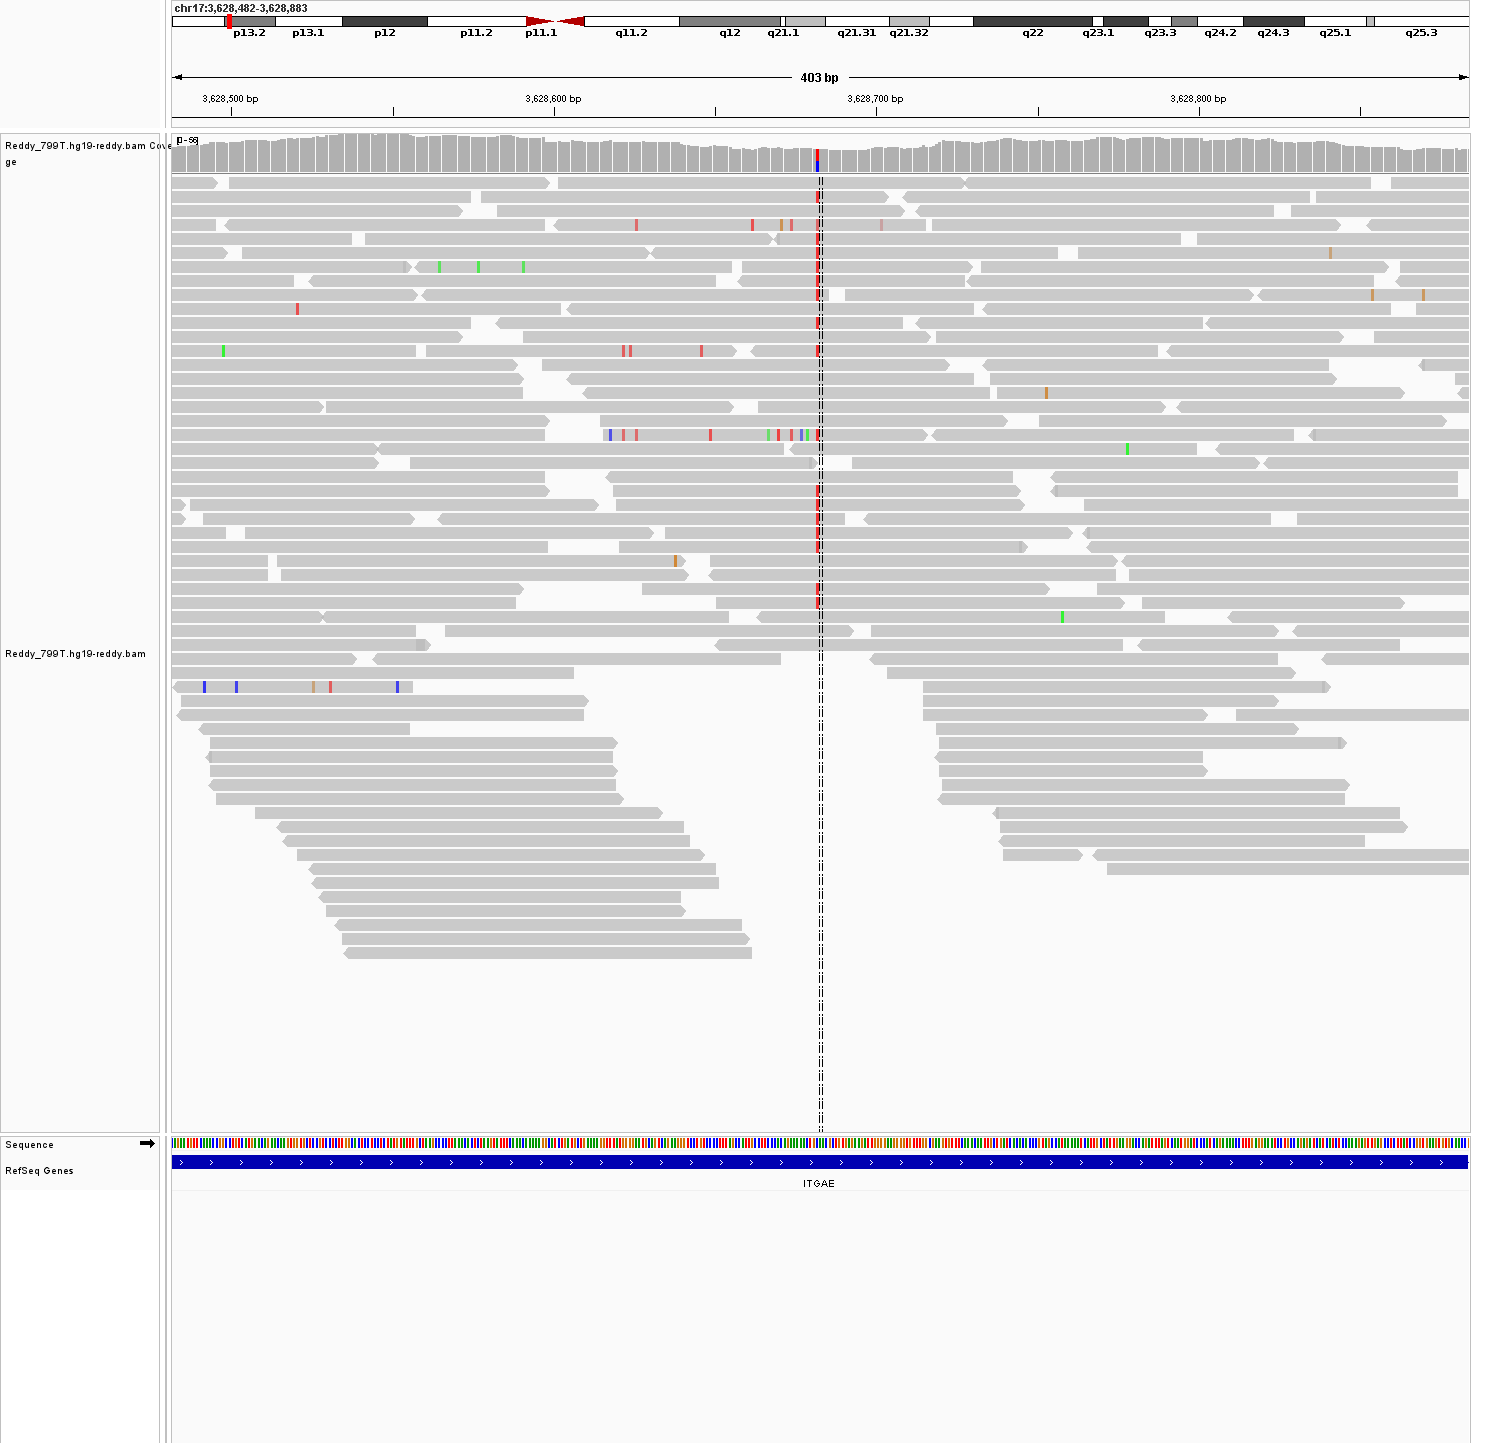 chr17:3,628,482-3,628,883
p13.2 p13.1 p12 p11.2 p11.1 q11.2 q12 q21.1 q21.31 q21.32 q22 q23.1 q23.3 q24.2 q24.3 q25.1 q25.3
403 bp
3,628,500 bp 3,628,600 bp 3,628,700 bp 3,628,800 bp
Reddy_799T.hg19-reddy.bam Cove
ge
Reddy_799T.hg19-reddy.bam
Sequence
RefSeq Genes
ITGAE